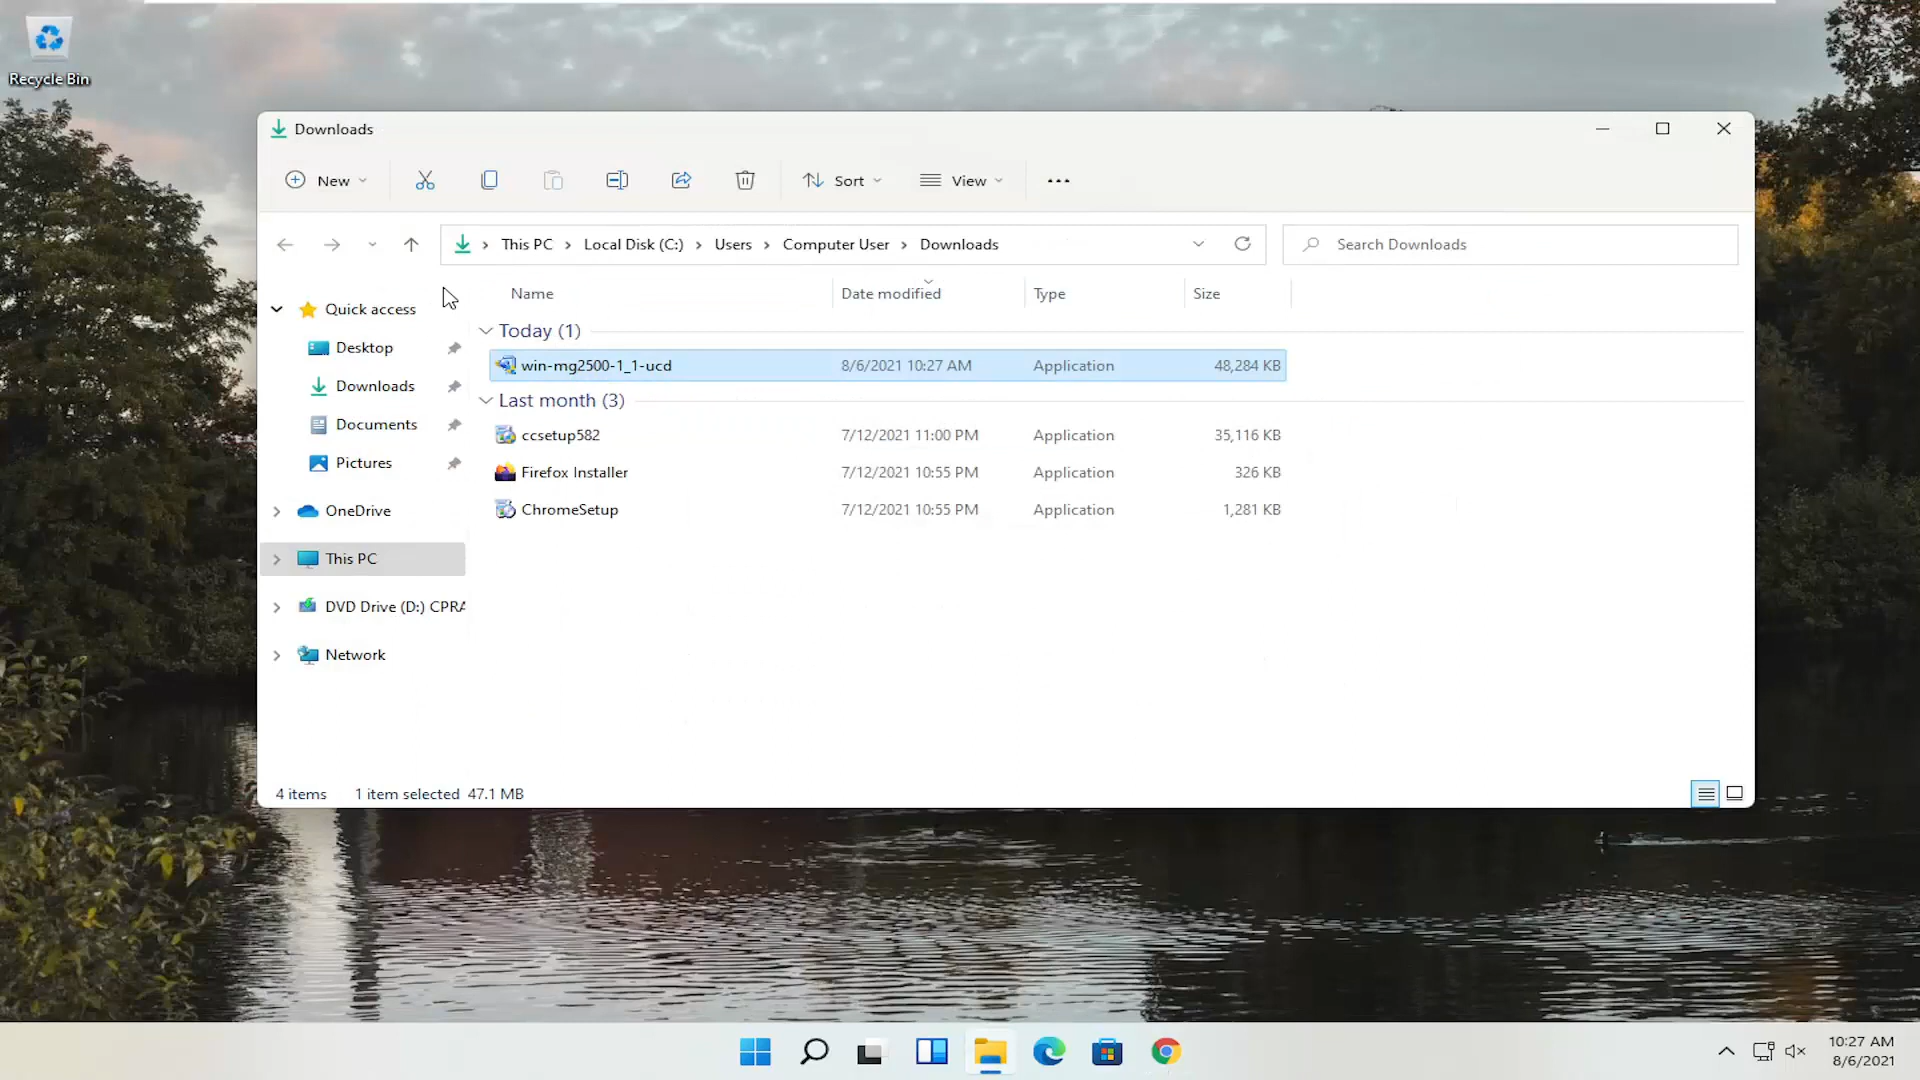 Recycle Bin
Downloads
New
Sort
View
This PC > Local Disk (C:) > Users > Computer User > Downloads
Search Downloads
Name Date modified Type Size
Quick access
Desktop
Downloads
Documents
Pictures
OneDrive
This PC
DVD Drive (D:) CPRA
Network
Today (1)
win-mg2500-1_1-ucd 8/6/2021 10:27 AM Application 48,284 KB
Last month (3)
ccsetup582 7/12/2021 11:00 PM Application 35,116 KB
Firefox Installer 7/12/2021 10:55 PM Application 326 KB
ChromeSetup 7/12/2021 10:55 PM Application 1,281 KB
4 items 1 item selected 47.1 MB
10:27 AM
8/6/2021